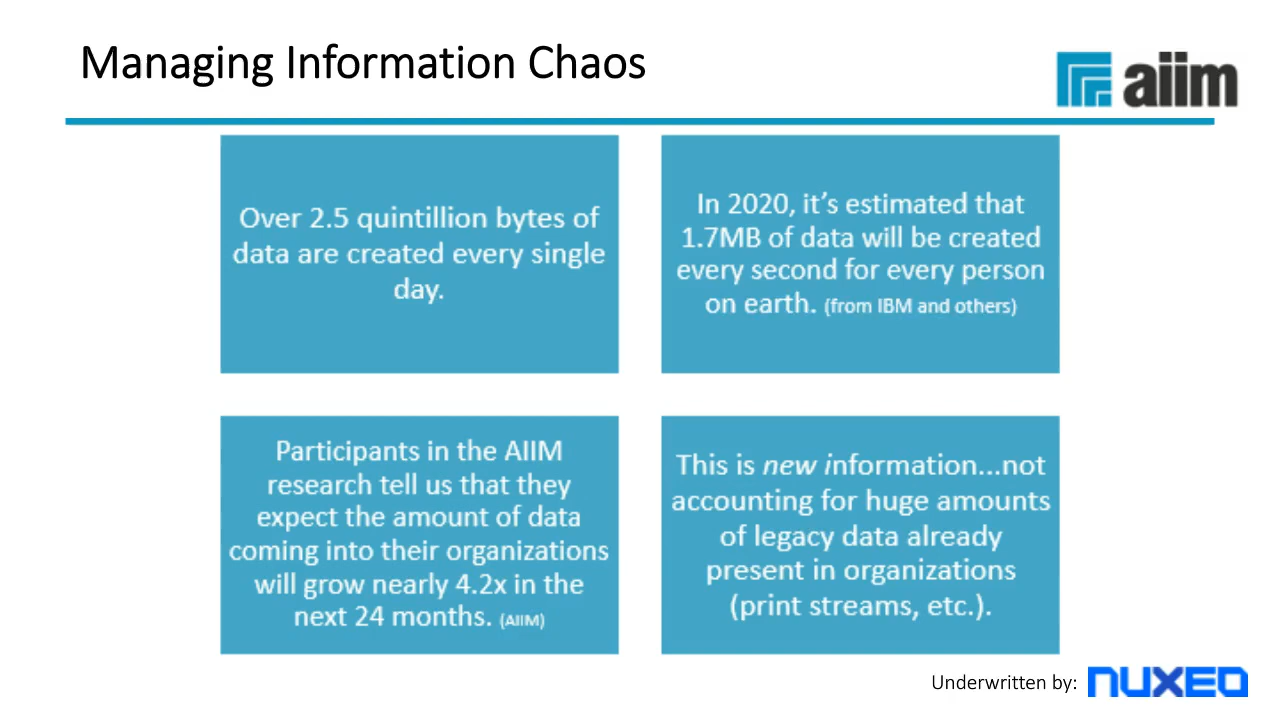 Managing Information Chaos
aiim
Over 2.5 quintillion bytes of
data are created every single
day.
In 2020, it's estimated that
1.7MB of data will be created
every second for every person
on earth. (from IBM and others)
Participants in the AIIM
research tell us that they
expect the amount of data
coming into their organizations
will grow nearly 4.2x in the
next 24 months. (AIIM)
This is new information...not
accounting for huge amounts
of legacy data already
present in organizations
(print streams, etc.).
Underwritten by: nuxeo